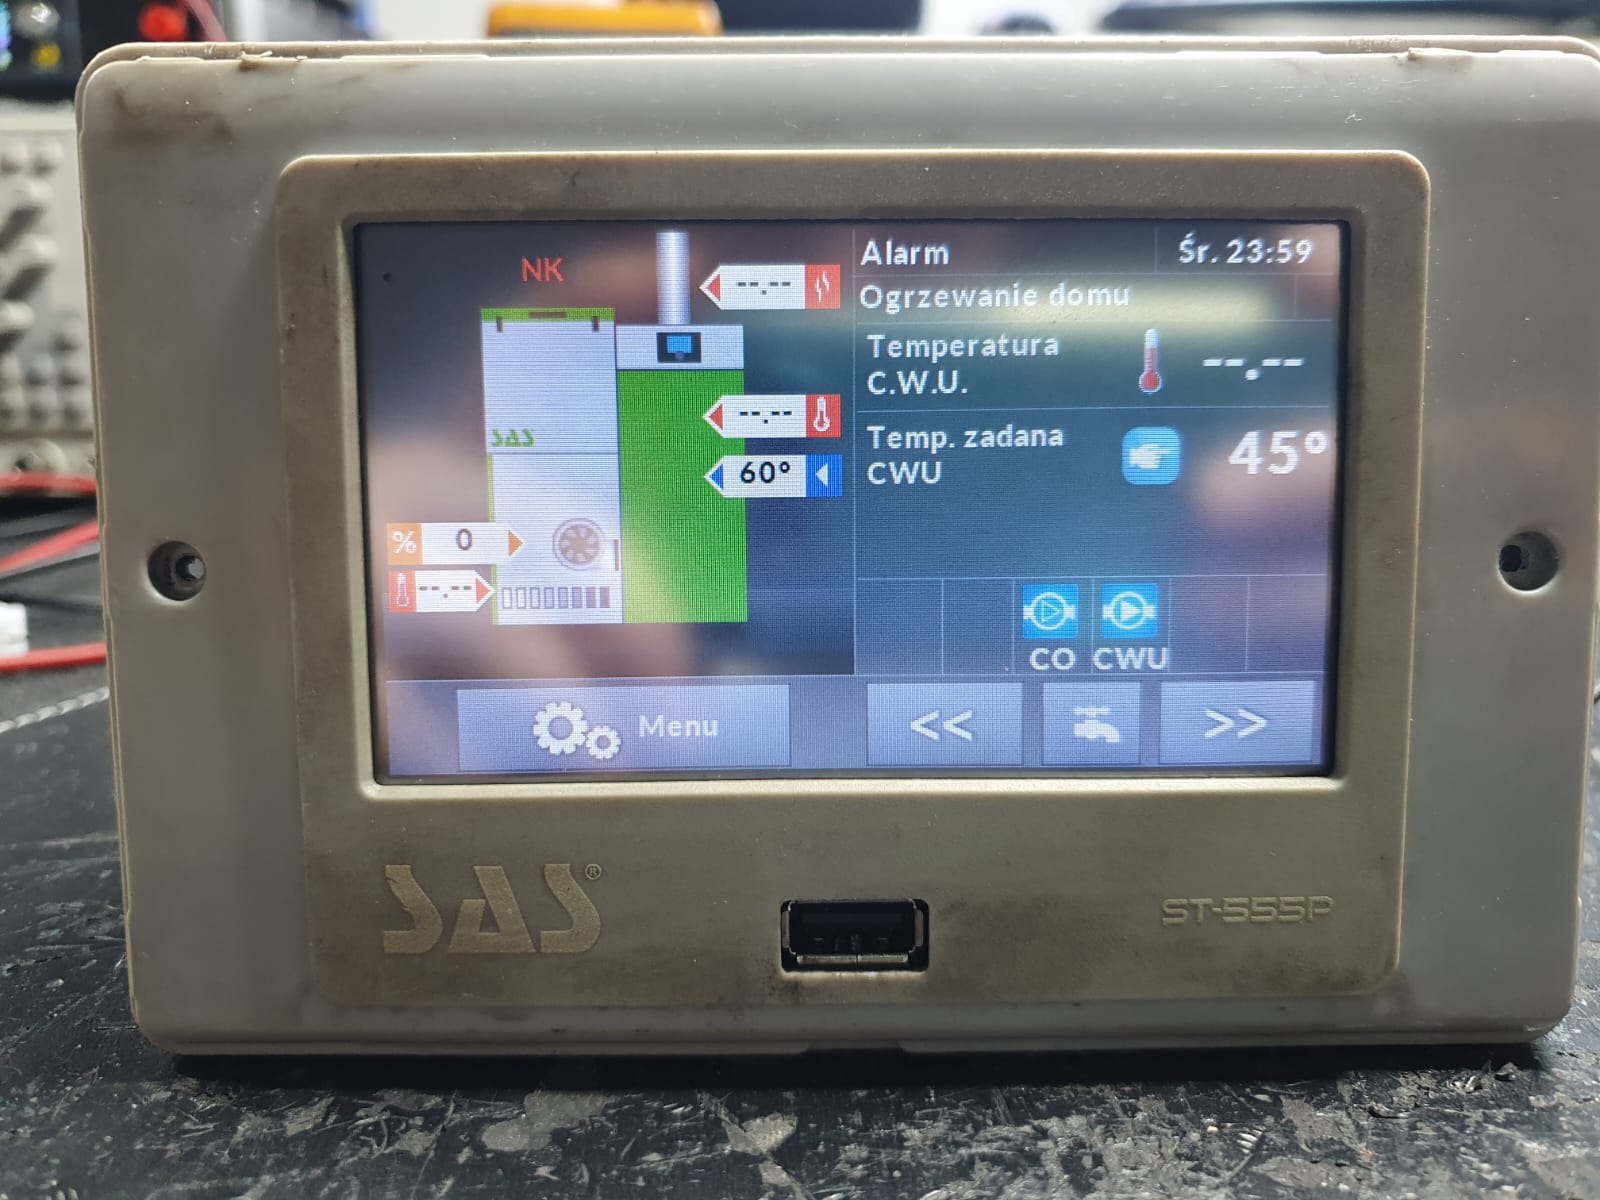 NK
--.--
SAS
--.--
60°
% 0
--.--
Alarm
Śr. 23:59
Ogrzewanie domu
Temperatura
C.W.U.
--.--
Temp. zadana
CWU
45°
CO
CWU
Menu
<<
>>
SAS®
ST-555P